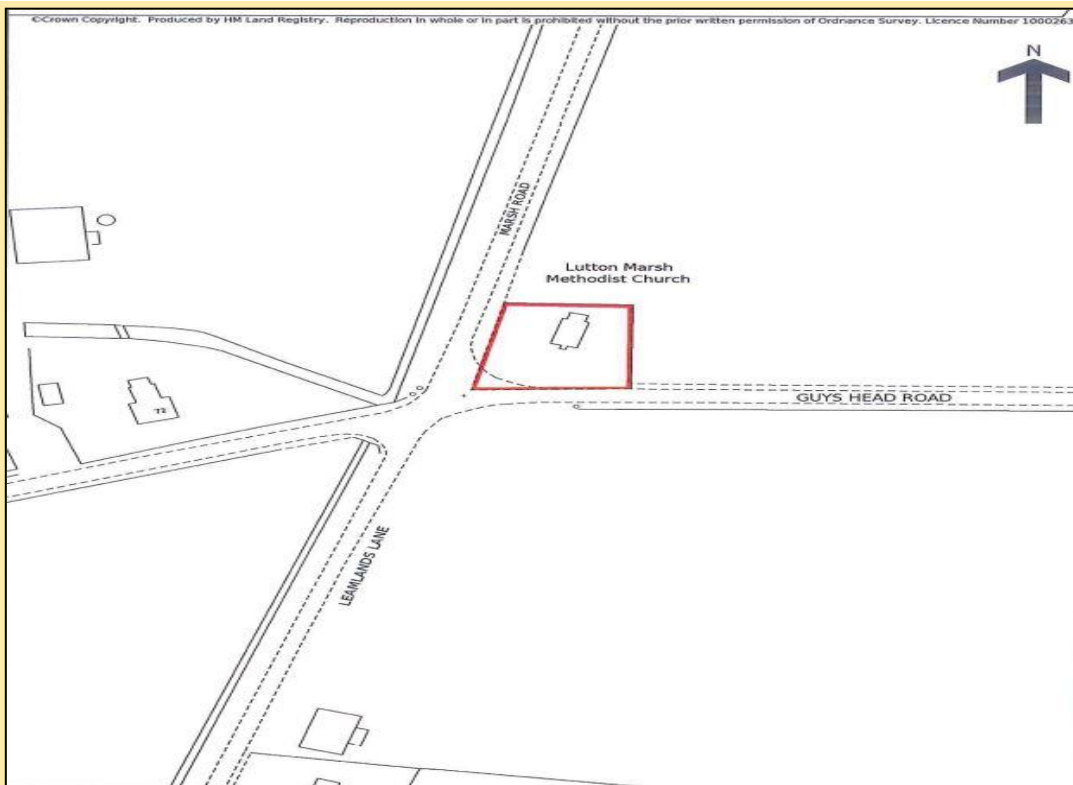 ©Crown Copyright. Produced by HM Land Registry. Reproduction in whole or in part is prohibited without the prior written permission of Ordnance Survey. Licence Number 1000263
N
MARSH ROAD
Lutton Marsh
Methodist Church
GUYS HEAD ROAD
72
LEAMLANDS LANE